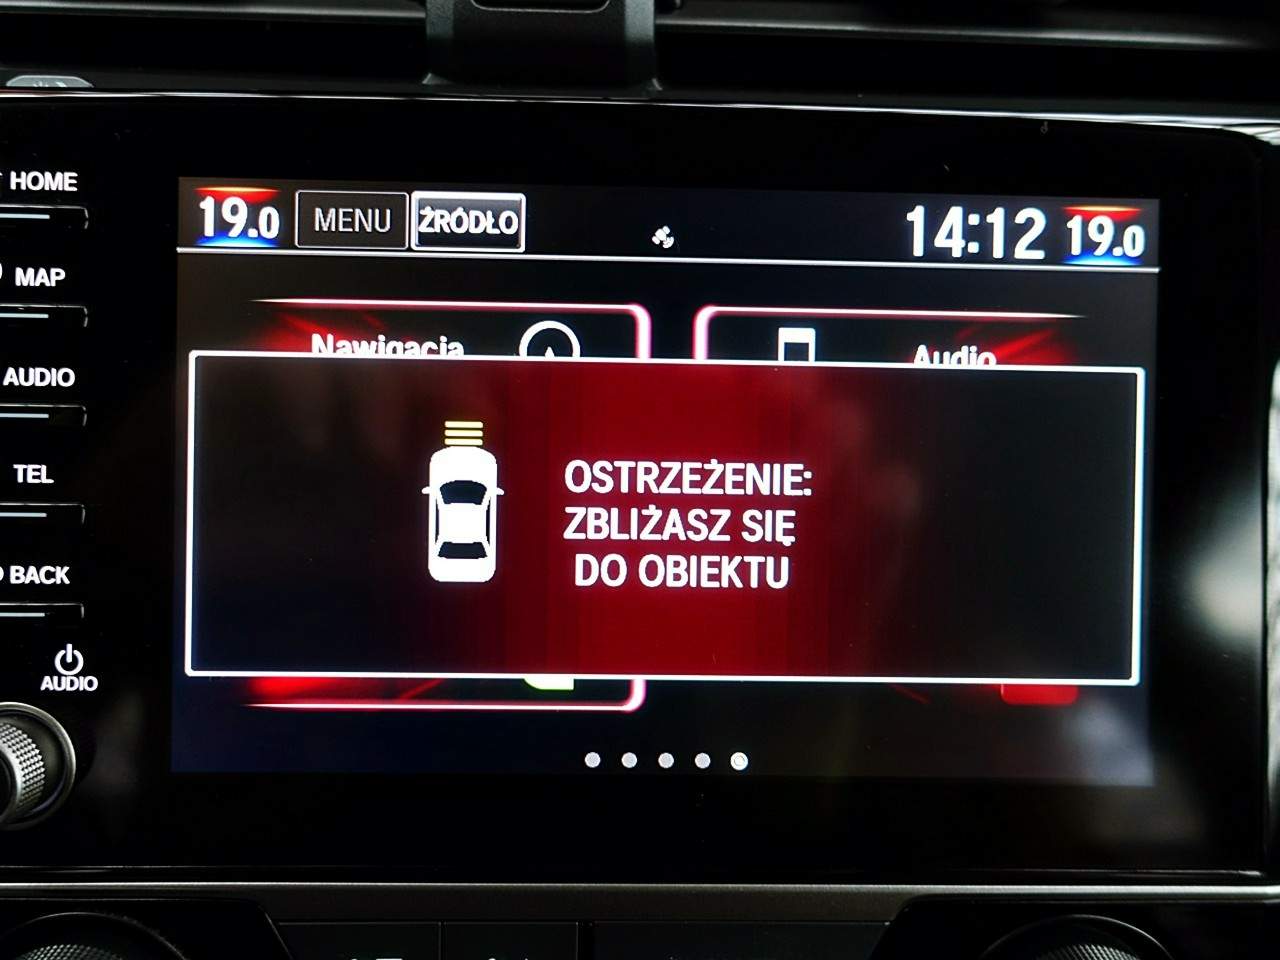 HOME
MAP
AUDIO
TEL
BACK
AUDIO
19.0 MENU ŹRÓDŁO 14:12 19.0
Nawigacja Audio
OSTRZEŻENIE:
ZBLIŻASZ SIĘ
DO OBIEKTU